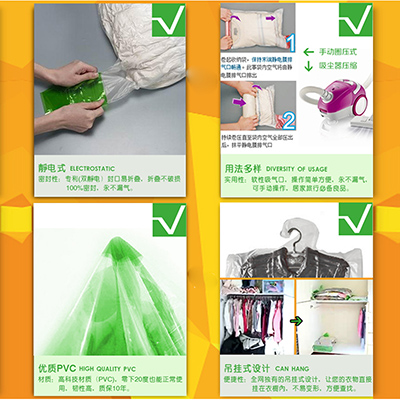 静电式 ELECTROSTATIC
密封性：专利(双静电) 封口易折叠，折叠不破损
100%密封，永不漏气。
1
← 手动卷压式
← 吸尘器压缩
2
用法多样 DIVERSITY OF USAGE
实用性：软性吸气口，操作简单方便，永不漏气，
可手动操作，居家旅行必备良品。
优质PVC HIGH QUALITY PVC
材质：高科技材质（PVC)，零下20度也能正常使
用，韧性高，质保10年。
吊挂式设计 CAN HANG
便捷性：全网独有的吊挂式设计，让您的衣物直接
挂在衣橱内，不易变形，方便查找。